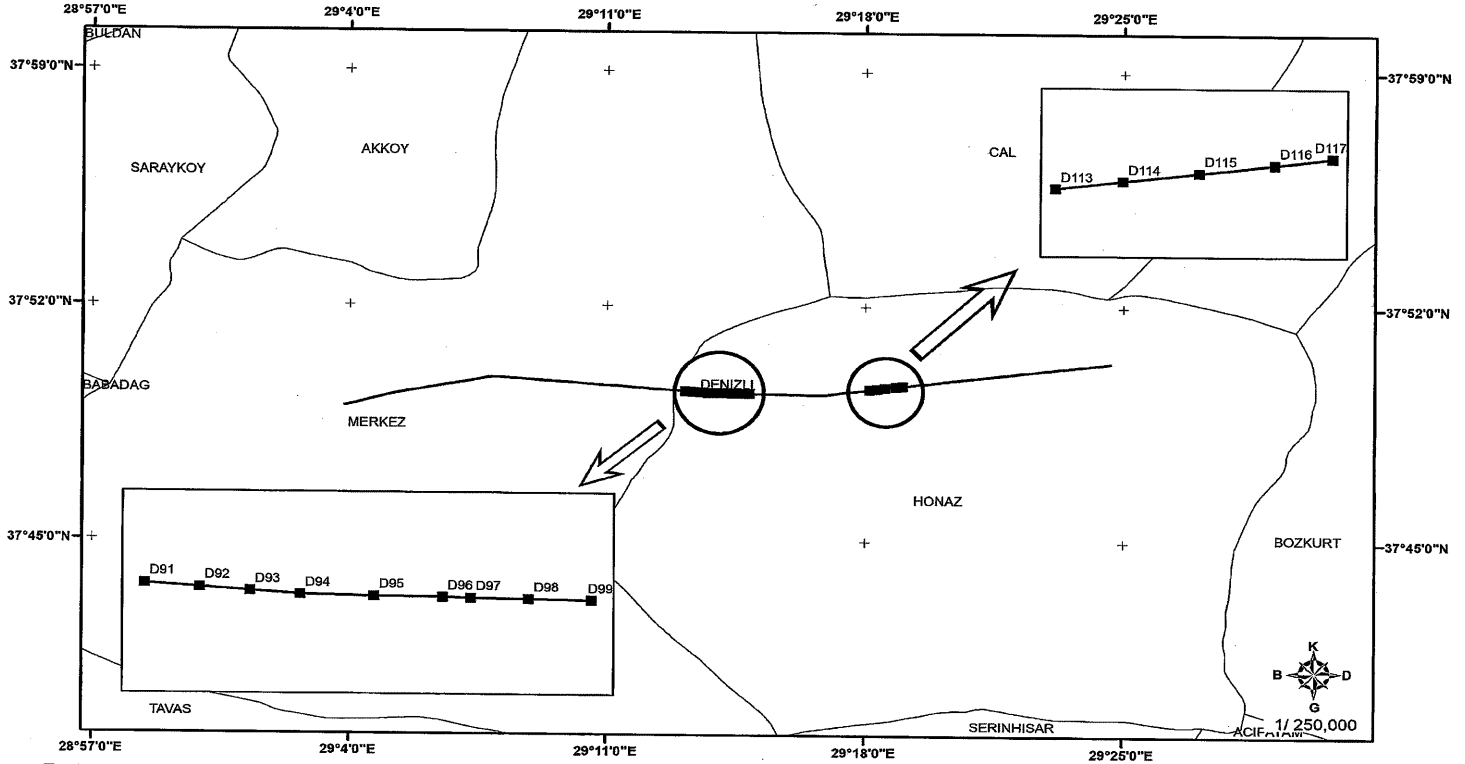 28°57'0"E
29°4'0"E
29°11'0"E
29°18'0"E
29°25'0"E
BULDAN
37°59'0"N
37°59'0"N
SARAYKOY
AKKOY
CAL
D113
D114
D115
D116
D117
37°52'0"N
37°52'0"N
BABADAG
DENIZLI
MERKEZ
HONAZ
37°45'0"N
37°45'0"N
BOZKURT
D91
D92
D93
D94
D95
D96
D97
D98
D99
K
B
D
G
TAVAS
SERINHISAR
1/ 250,000
ACIPAYAM
28°57'0"E
29°4'0"E
29°11'0"E
29°18'0"E
29°25'0"E